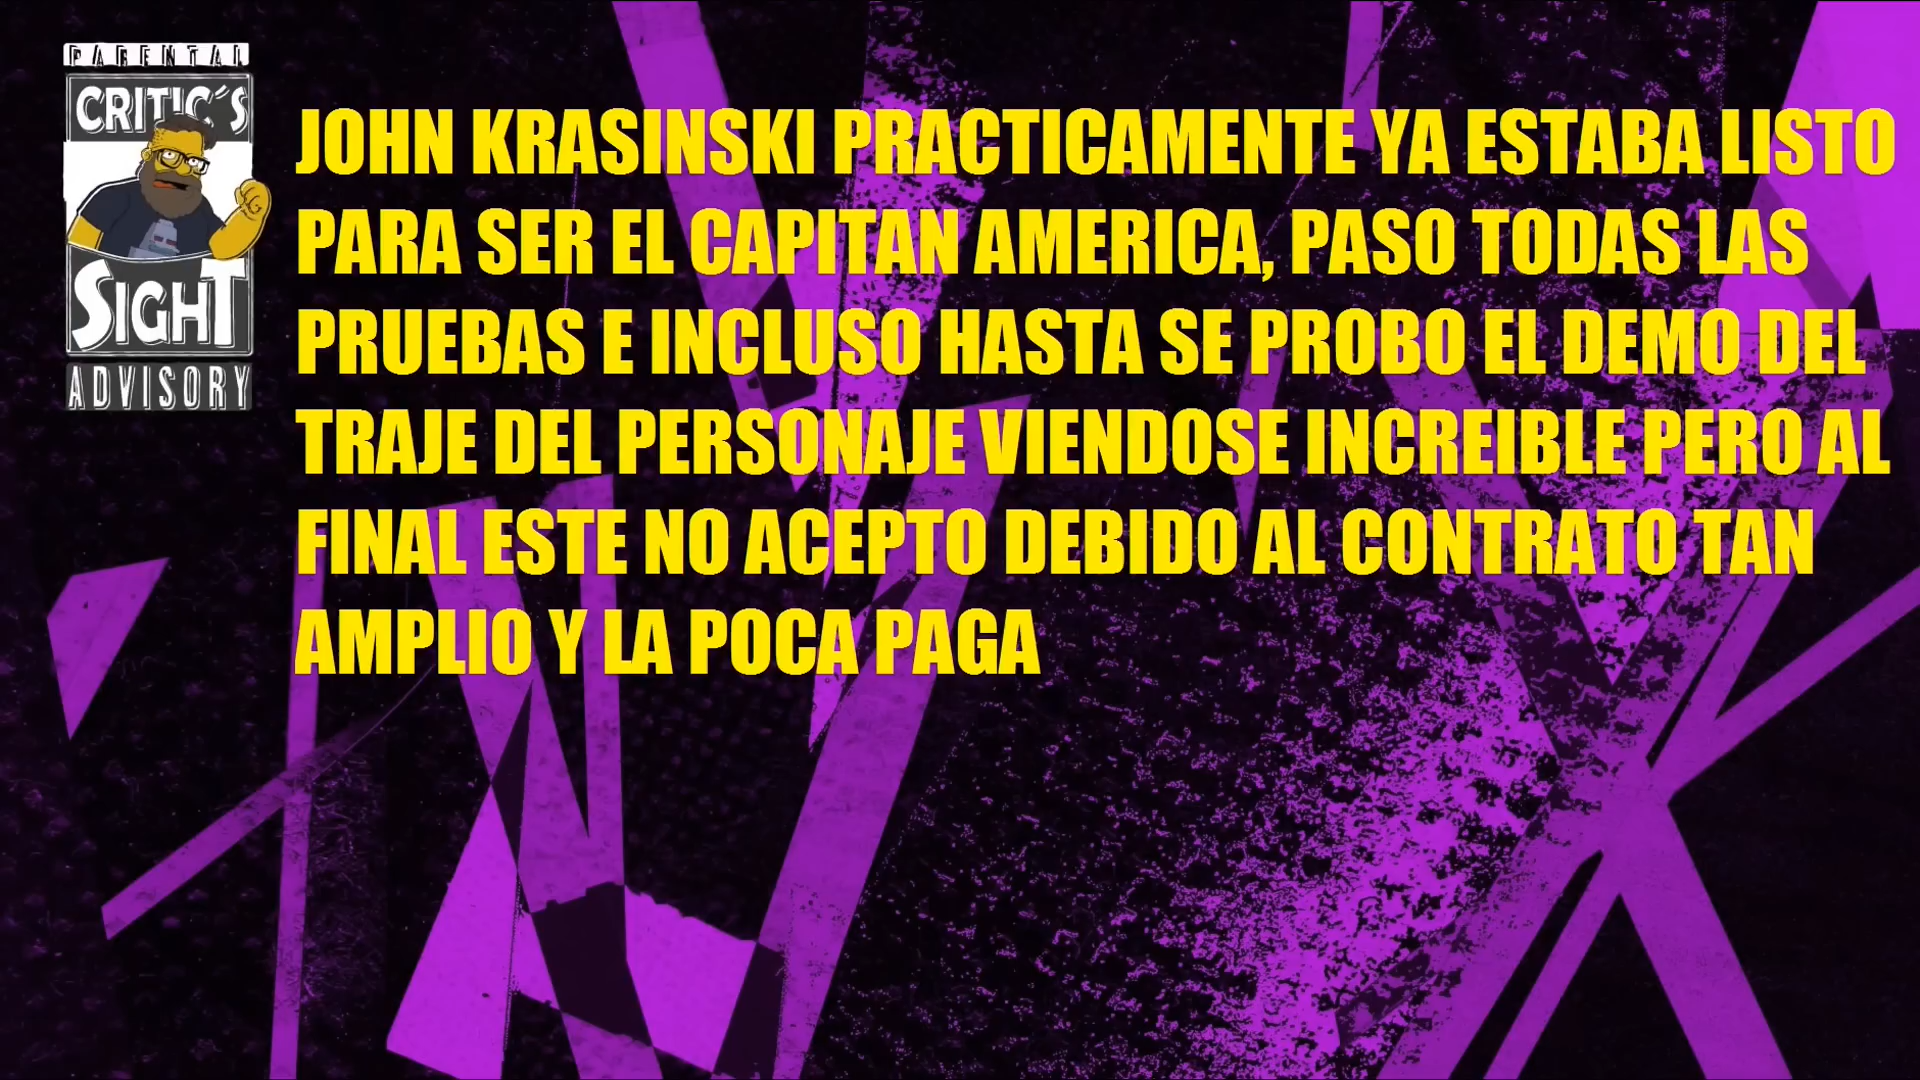 PARENTAL
CRITIC´S
SIGHT
ADVISORY
JOHN KRASINSKI PRACTICAMENTE YA ESTABA LISTO
PARA SER EL CAPITAN AMERICA, PASO TODAS LAS
PRUEBAS E INCLUSO HASTA SE PROBO EL DEMO DEL
TRAJE DEL PERSONAJE VIENDOSE INCREIBLE PERO AL
FINAL ESTE NO ACEPTO DEBIDO AL CONTRATO TAN
AMPLIO Y LA POCA PAGA